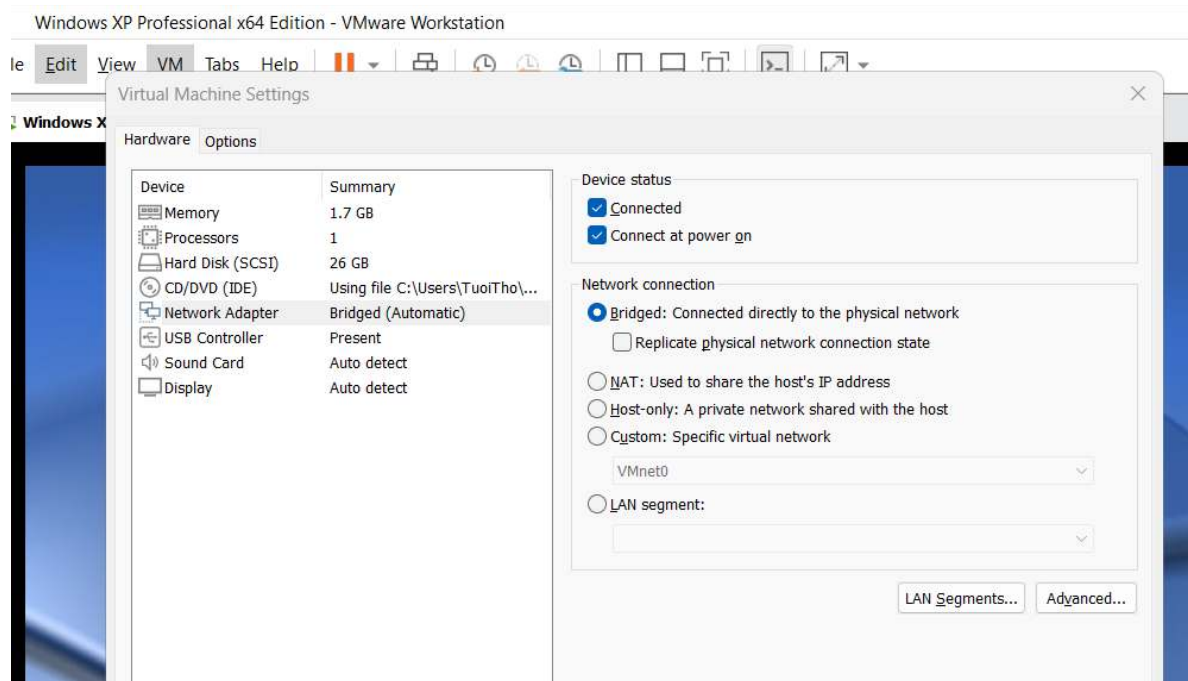 Windows XP Professional x64 Edition - VMware Workstation
le Edit View VM Tabs Help
Virtual Machine Settings
Windows X
Hardware Options
Device Summary
Memory 1.7 GB
Processors 1
Hard Disk (SCSI) 26 GB
CD/DVD (IDE) Using file C:\Users\TuoiTho\...
Network Adapter Bridged (Automatic)
USB Controller Present
Sound Card Auto detect
Display Auto detect
Device status
Connected
Connect at power on
Network connection
Bridged: Connected directly to the physical network
Replicate physical network connection state
NAT: Used to share the host's IP address
Host-only: A private network shared with the host
Custom: Specific virtual network
VMnet0
LAN segment:
LAN Segments... Advanced...